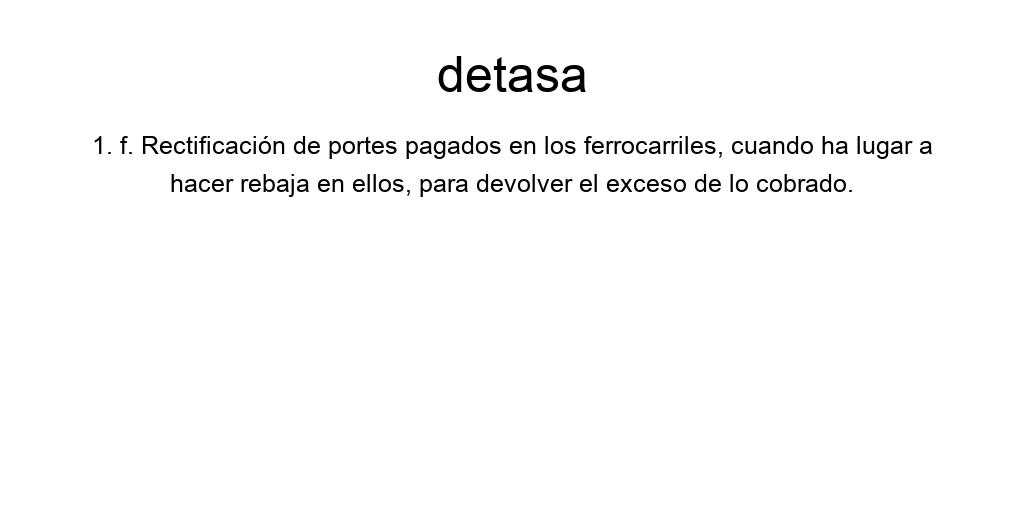 detasa
1. f. Rectificación de portes pagados en los ferrocarriles, cuando ha lugar a
hacer rebaja en ellos, para devolver el exceso de lo cobrado.